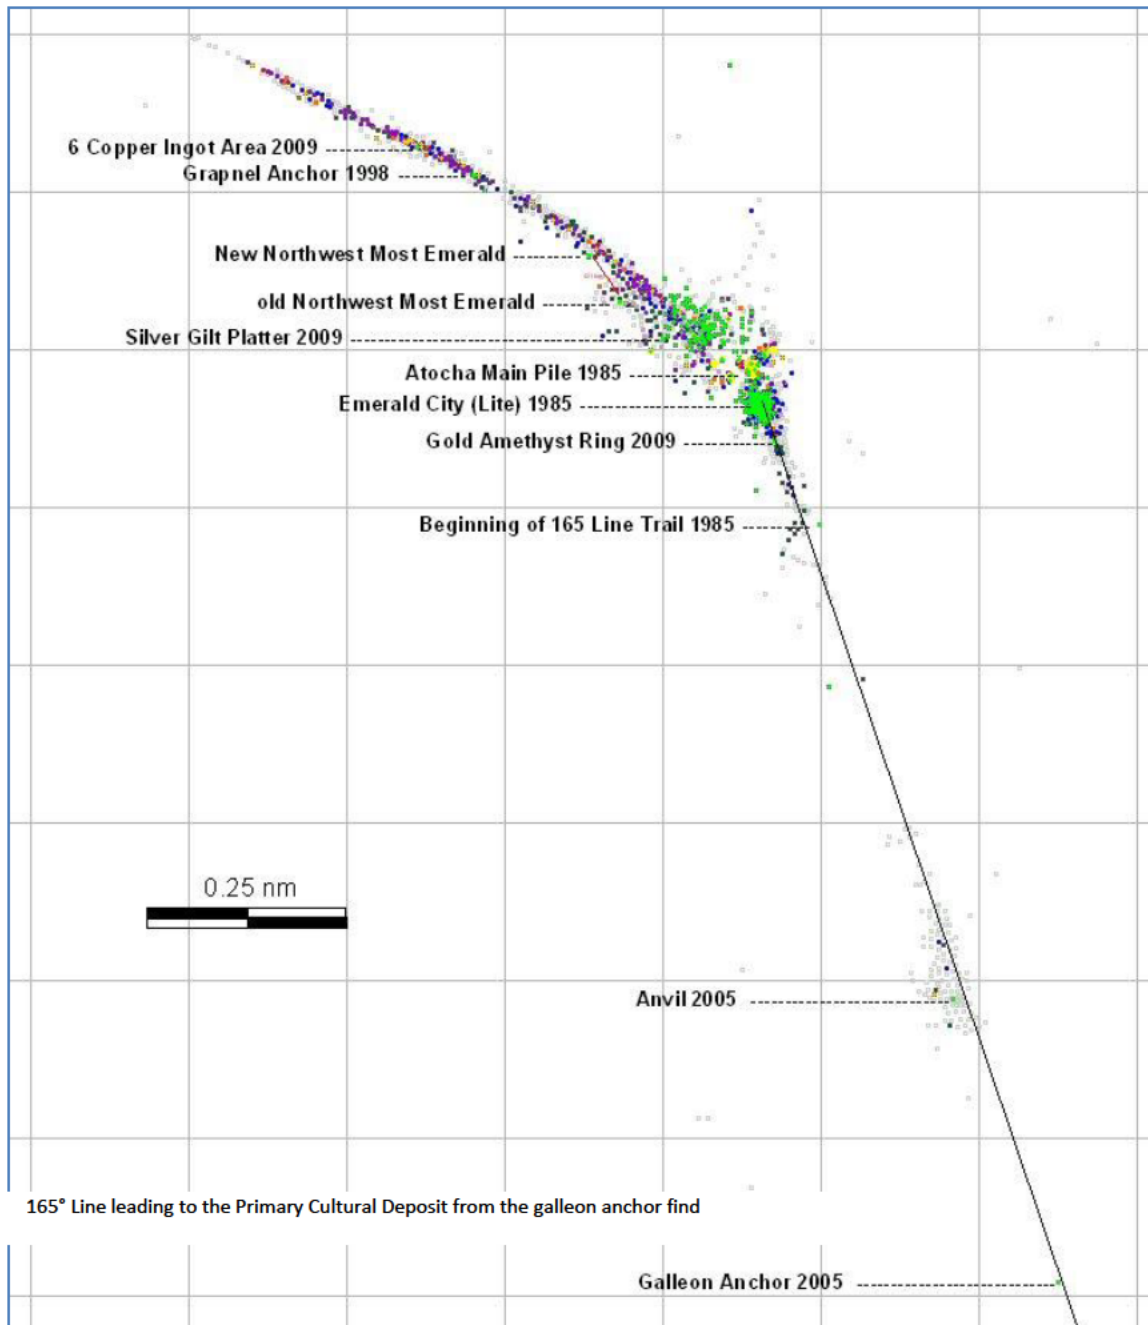 6 Copper Ingot Area 2009
Grapnel Anchor 1998
New Northwest Most Emerald
old Northwest Most Emerald
Silver Gilt Platter 2009
Atocha Main Pile 1985
Emerald City (Lite) 1985
Gold Amethyst Ring 2009
Beginning of 165 Line Trail 1985
0.25 nm
Anvil 2005
165° Line leading to the Primary Cultural Deposit from the galleon anchor find
Galleon Anchor 2005